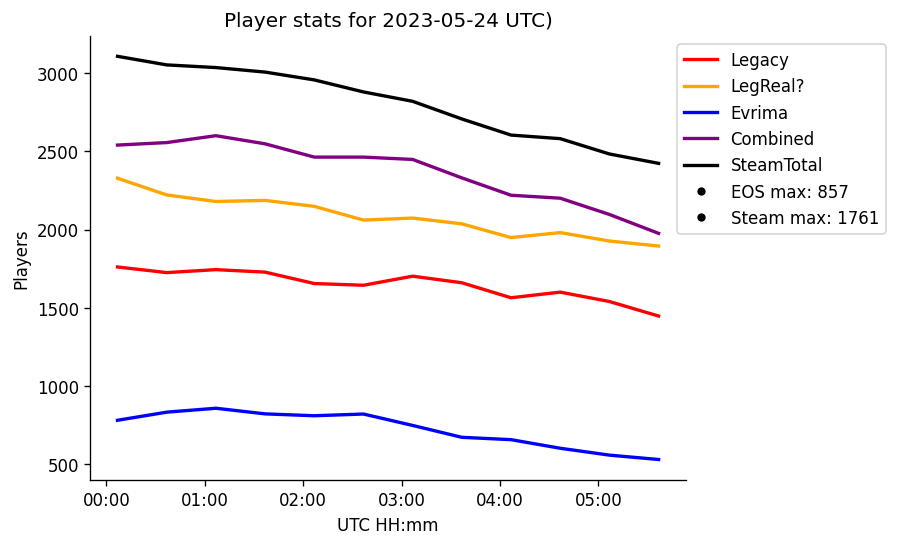 Player stats for 2023-05-24 UTC)
Players
3000
2500
2000
1500
1000
500
00:00 01:00 02:00 03:00 04:00 05:00
UTC HH:mm
Legacy
LegReal?
Evrima
Combined
SteamTotal
EOS max: 857
Steam max: 1761